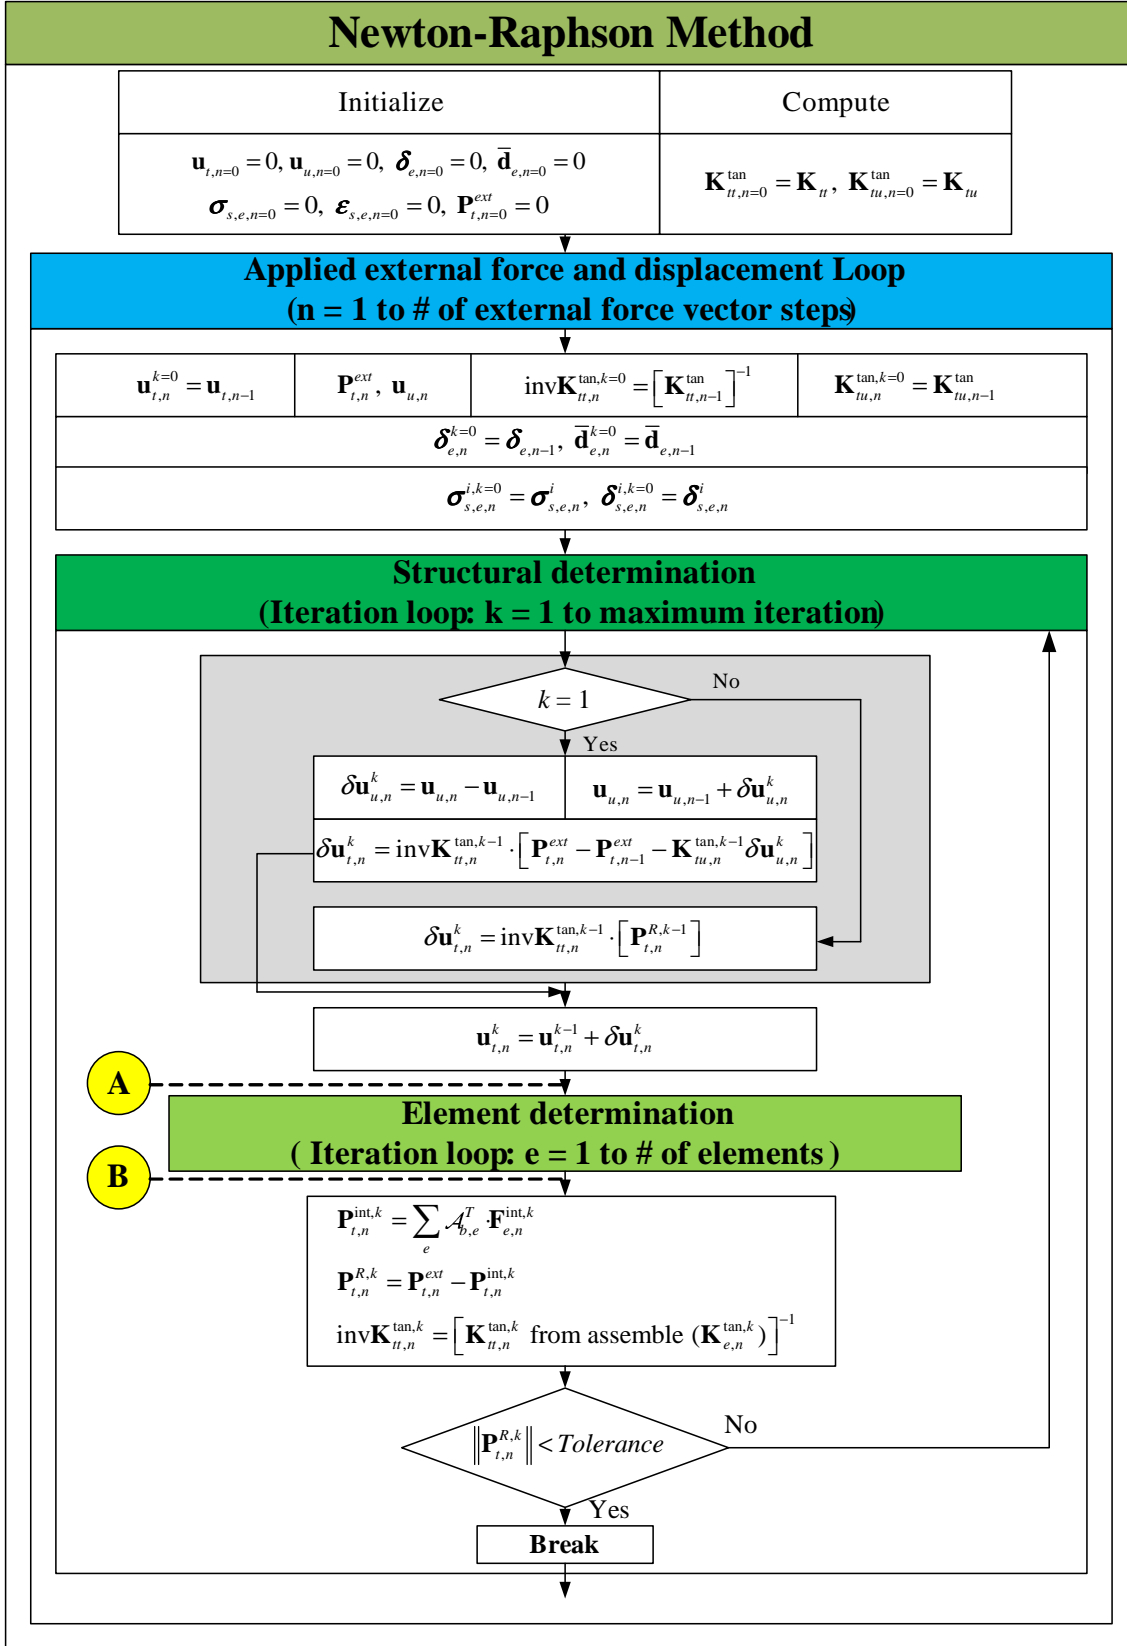 Newton-Raphson Method
Initialize
Compute
𝐮_{t,n=0} = 0, 𝐮_{u,n=0} = 0, 𝛅_{e,n=0} = 0, 𝐝̅_{e,n=0} = 0
𝛔_{s,e,n=0} = 0, 𝛆_{s,e,n=0} = 0, 𝐏^{ext}_{t,n=0} = 0
𝐊^{tan}_{tt,n=0} = 𝐊_{tt}, 𝐊^{tan}_{tu,n=0} = 𝐊_{tu}
Applied external force and displacement Loop
(n = 1 to # of external force vector steps)
𝐮^{k=0}_{t,n} = 𝐮_{t,n−1}
𝐏^{ext}_{t,n}, 𝐮_{u,n}
inv𝐊^{tan,k=0}_{tt,n} = [𝐊^{tan}_{tt,n−1}]^{−1}
𝐊^{tan,k=0}_{tu,n} = 𝐊^{tan}_{tu,n−1}
𝛅^{k=0}_{e,n} = 𝛅_{e,n−1}, 𝐝̅^{k=0}_{e,n} = 𝐝̅_{e,n−1}
𝛔^{i,k=0}_{s,e,n} = 𝛔^{i}_{s,e,n}, 𝛅^{i,k=0}_{s,e,n} = 𝛅^{i}_{s,e,n}
Structural determination
(Iteration loop: k = 1 to maximum iteration)
k = 1
No
Yes
δ𝐮^{k}_{u,n} = 𝐮_{u,n} − 𝐮_{u,n−1}
𝐮_{u,n} = 𝐮_{u,n−1} + δ𝐮^{k}_{u,n}
δ𝐮^{k}_{t,n} = inv𝐊^{tan,k−1}_{tt,n} · [𝐏^{ext}_{t,n} − 𝐏^{ext}_{t,n−1} − 𝐊^{tan,k−1}_{tu,n} δ𝐮^{k}_{u,n}]
δ𝐮^{k}_{t,n} = inv𝐊^{tan,k−1}_{tt,n} · [𝐏^{R,k−1}_{t,n}]
𝐮^{k}_{t,n} = 𝐮^{k−1}_{t,n} + δ𝐮^{k}_{t,n}
A
Element determination
( Iteration loop: e = 1 to # of elements )
B
𝐏^{int,k}_{t,n} = ∑_{e} 𝒜^{T}_{b,e} · 𝐅^{int,k}_{e,n}
𝐏^{R,k}_{t,n} = 𝐏^{ext}_{t,n} − 𝐏^{int,k}_{t,n}
inv𝐊^{tan,k}_{tt,n} = [𝐊^{tan,k}_{tt,n} from assemble (𝐊^{tan,k}_{e,n})]^{−1}
‖𝐏^{R,k}_{t,n}‖ < Tolerance
No
Yes
Break